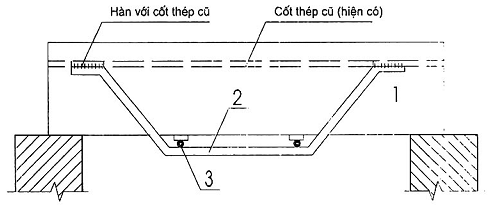 Hàn với cốt thép cũ
Cốt thép cũ (hiện có)
1
2
3